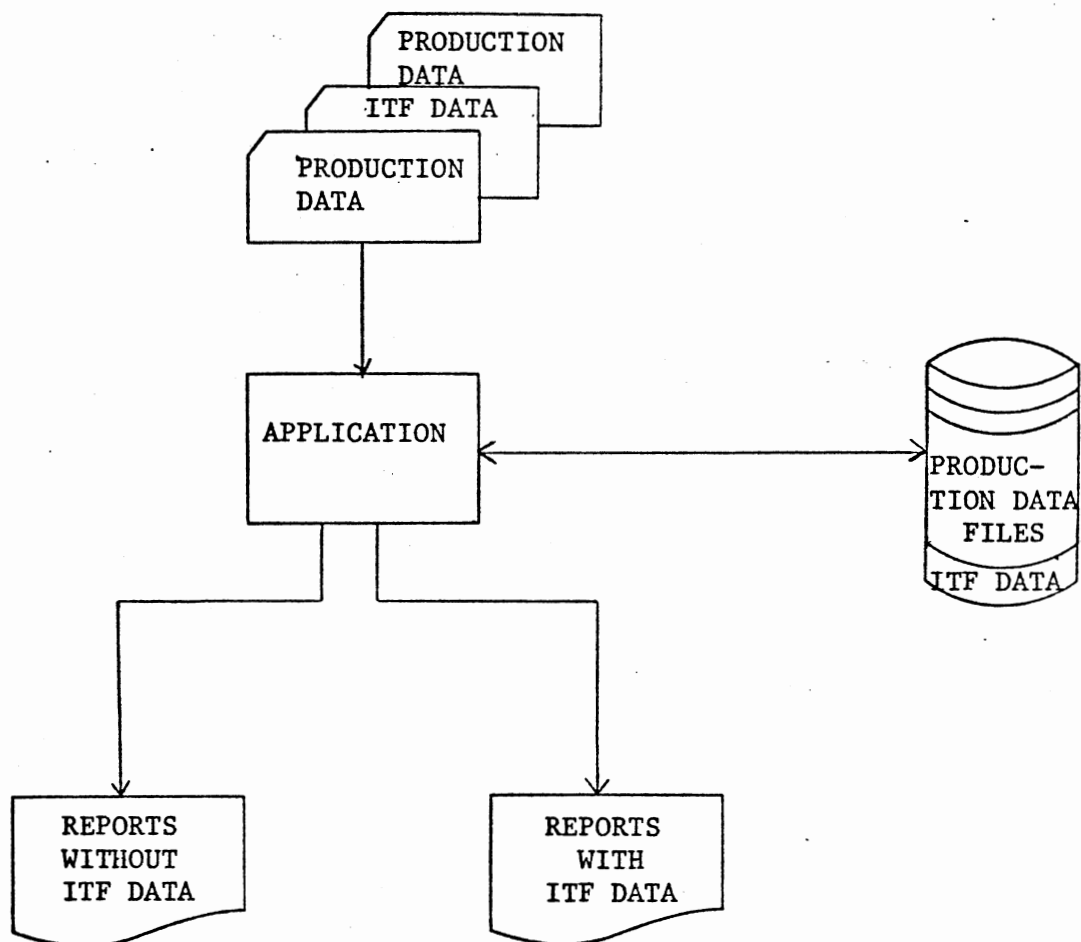 PRODUCTION
DATA
ITF DATA
PRODUCTION
DATA
APPLICATION
PRODUC-
TION DATA
FILES
ITF DATA
REPORTS
WITHOUT
ITF DATA
REPORTS
WITH
ITF DATA